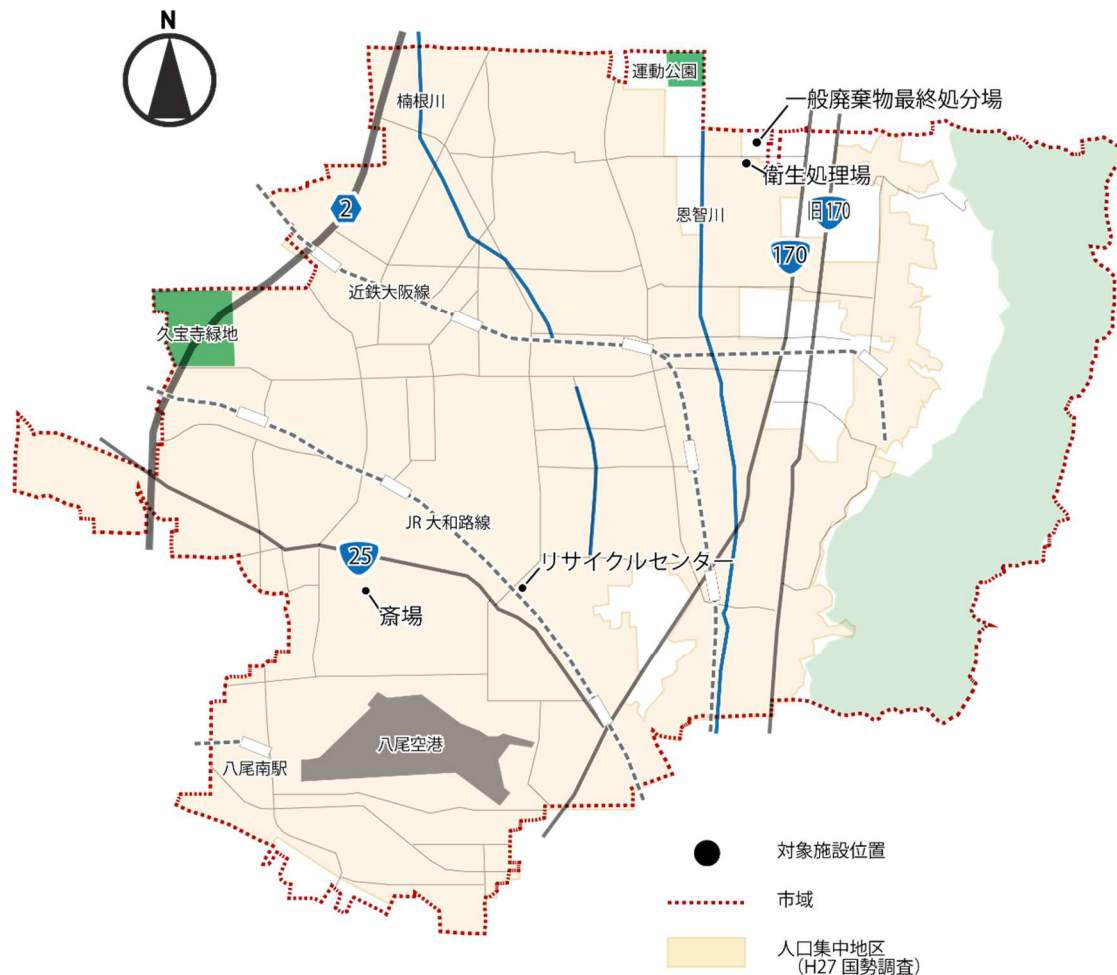 N
運動公園
楠根川
一般廃棄物最終処分場
衛生処理場
2
恩智川
旧170
170
近鉄大阪線
久宝寺緑地
JR 大和路線
25
リサイクルセンター
斎場
八尾空港
八尾南駅
対象施設位置
市域
人口集中地区
（H27 国勢調査）